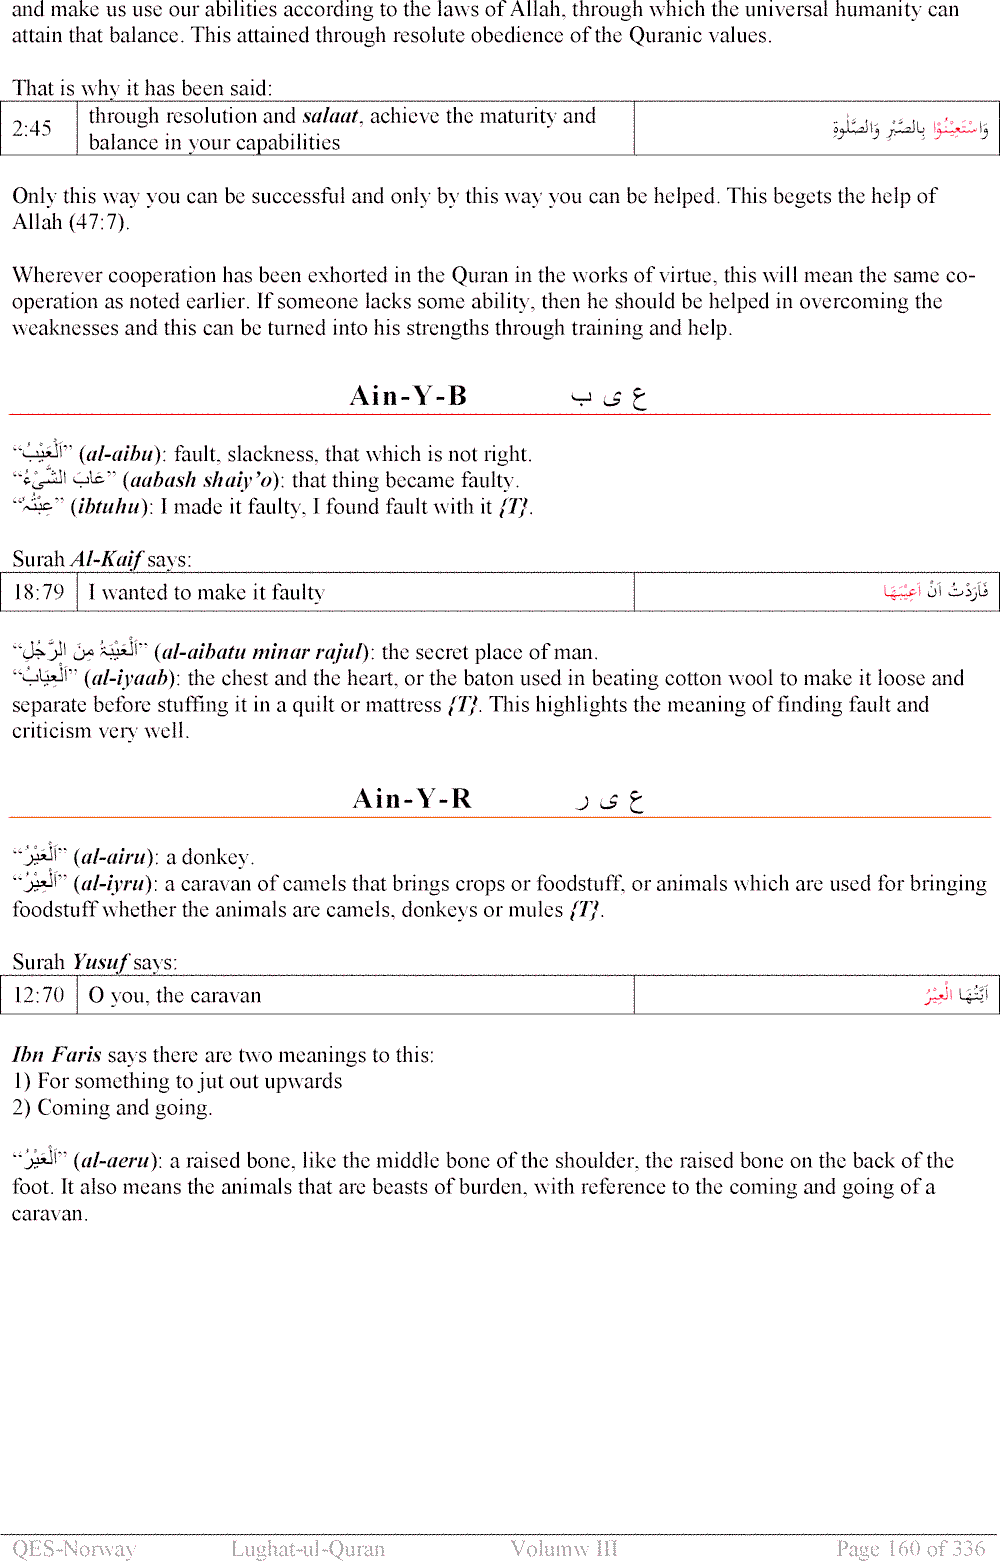 and make us use our abilities according to the laws of Allah, through which the universal humanity can
attain that balance. This attained through resolute obedience of the Quranic values.
That is why it has been said:
2:45 through resolution and salaat, achieve the maturity and balance in your capabilities وَاسْتَعِيْنُوْا بِالصَّبْرِ وَالصَّلٰوةِ
Only this way you can be successful and only by this way you can be helped. This begets the help of
Allah (47:7).
Wherever cooperation has been exhorted in the Quran in the works of virtue, this will mean the same co-
operation as noted earlier. If someone lacks some ability, then he should be helped in overcoming the
weaknesses and this can be turned into his strengths through training and help.
Ain-Y-B ع ی ب
“اَلْعَيْبُ” (al-aibu): fault, slackness, that which is not right.
“عَابَ الشَّیْءُ” (aabash shaiy’o): that thing became faulty.
“عِبْتُہٗ” (ibtuhu): I made it faulty, I found fault with it {T}.
Surah Al-Kaif says:
18:79 I wanted to make it faulty فَاَرَدْتُ اَنْ اَعِيْبَهَا
“اَلْعَيْبَۃُ مِنَ الرَّجُلِ” (al-aibatu minar rajul): the secret place of man.
“اَلْعِيَابُ” (al-iyaab): the chest and the heart, or the baton used in beating cotton wool to make it loose and
separate before stuffing it in a quilt or mattress {T}. This highlights the meaning of finding fault and
criticism very well.
Ain-Y-R ع ی ر
“اَلْعَيْرُ” (al-airu): a donkey.
“اَلْعِيْرُ” (al-iyru): a caravan of camels that brings crops or foodstuff, or animals which are used for bringing
foodstuff whether the animals are camels, donkeys or mules {T}.
Surah Yusuf says:
12:70 O you, the caravan اَيَّتُهَا الْعِيْرُ
Ibn Faris says there are two meanings to this:
1) For something to jut out upwards
2) Coming and going.
“اَلْعَيْرُ” (al-aeru): a raised bone, like the middle bone of the shoulder, the raised bone on the back of the
foot. It also means the animals that are beasts of burden, with reference to the coming and going of a
caravan.
QES-Norway Lughat-ul-Quran Volumw III Page 160 of 336